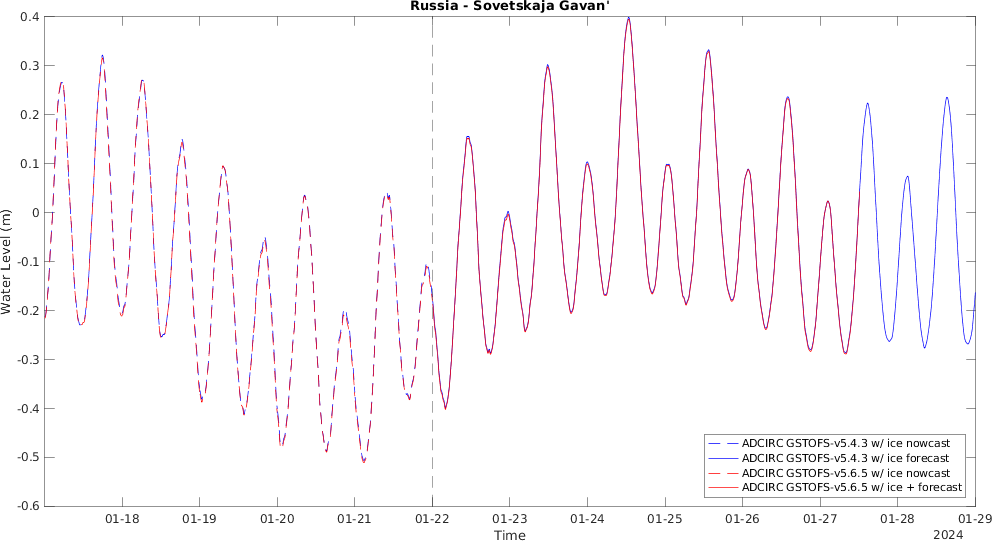 Russia - Sovetskaja Gavan'
0.4
0.3
0.2
0.1
0
-0.1
-0.2
-0.3
-0.4
-0.5
-0.6
Water Level (m)
ADCIRC GSTOFS-v5.4.3 w/ ice nowcast
ADCIRC GSTOFS-v5.4.3 w/ ice forecast
ADCIRC GSTOFS-v5.6.5 w/ ice nowcast
ADCIRC GSTOFS-v5.6.5 w/ ice + forecast
01-18 01-19 01-20 01-21 01-22 01-23 01-24 01-25 01-26 01-27 01-28 01-29
Time
2024